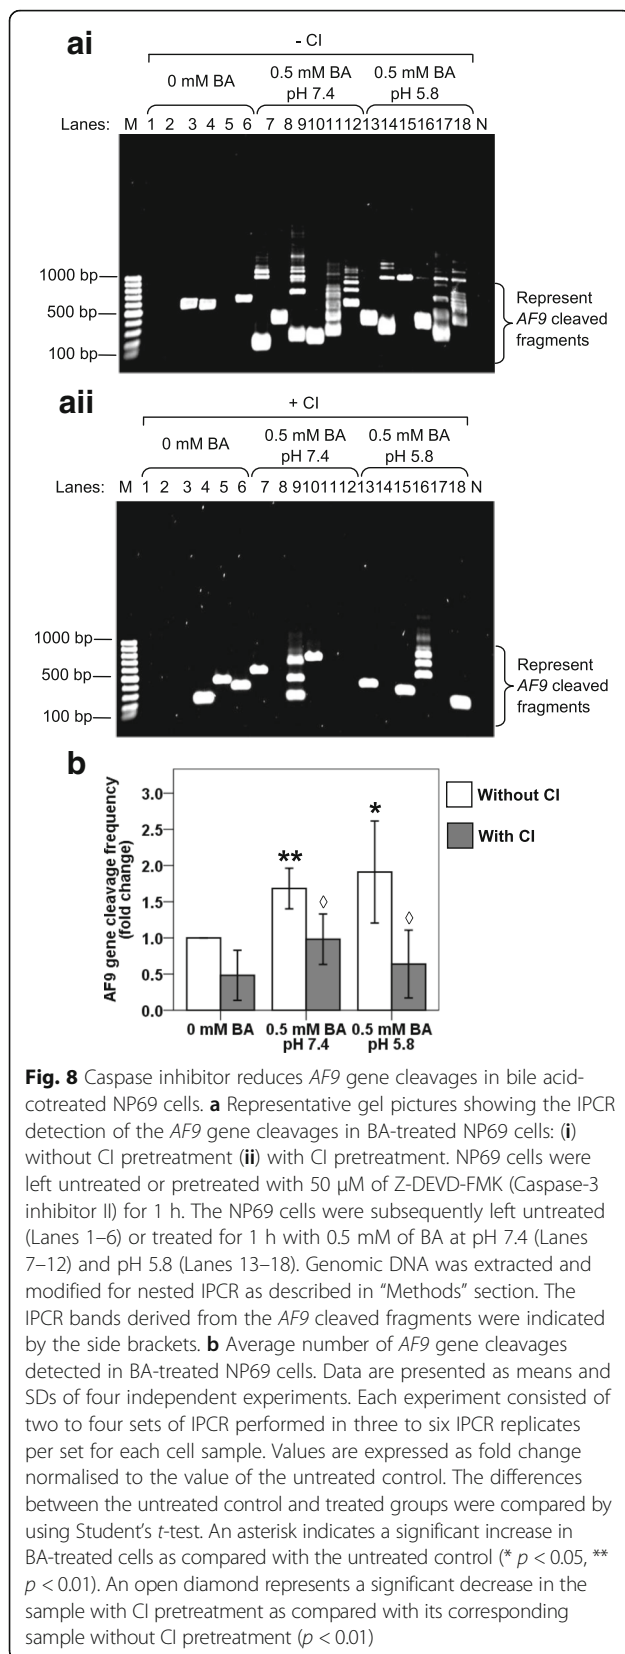 ai
- CI
0 mM BA
0.5 mM BA
pH 7.4
0.5 mM BA
pH 5.8
Lanes: M 1 2 3 4 5 6 7 8 9 10 11 12 13 14 15 16 17 18 N
1000 bp
500 bp
100 bp
Represent
AF9 cleaved
fragments
aii
+ CI
0 mM BA
0.5 mM BA
pH 7.4
0.5 mM BA
pH 5.8
Lanes: M 1 2 3 4 5 6 7 8 9 10 11 12 13 14 15 16 17 18 N
1000 bp
500 bp
100 bp
Represent
AF9 cleaved
fragments
b
AF9 gene cleavage frequency
(fold change)
3.0
2.5
2.0
1.5
1.0
0.5
0.0
**
◊
*
◊
0 mM BA
0.5 mM BA
pH 7.4
0.5 mM BA
pH 5.8
Without CI
With CI
Fig. 8 Caspase inhibitor reduces AF9 gene cleavages in bile acid-
cotreated NP69 cells. a Representative gel pictures showing the IPCR
detection of the AF9 gene cleavages in BA-treated NP69 cells: (i)
without CI pretreatment (ii) with CI pretreatment. NP69 cells were
left untreated or pretreated with 50 μM of Z-DEVD-FMK (Caspase-3
inhibitor II) for 1 h. The NP69 cells were subsequently left untreated
(Lanes 1–6) or treated for 1 h with 0.5 mM of BA at pH 7.4 (Lanes
7–12) and pH 5.8 (Lanes 13–18). Genomic DNA was extracted and
modified for nested IPCR as described in “Methods” section. The
IPCR bands derived from the AF9 cleaved fragments were indicated
by the side brackets. b Average number of AF9 gene cleavages
detected in BA-treated NP69 cells. Data are presented as means and
SDs of four independent experiments. Each experiment consisted of
two to four sets of IPCR performed in three to six IPCR replicates
per set for each cell sample. Values are expressed as fold change
normalised to the value of the untreated control. The differences
between the untreated control and treated groups were compared by
using Student’s t-test. An asterisk indicates a significant increase in
BA-treated cells as compared with the untreated control (* p < 0.05, **
p < 0.01). An open diamond represents a significant decrease in the
sample with CI pretreatment as compared with its corresponding
sample without CI pretreatment (p < 0.01)